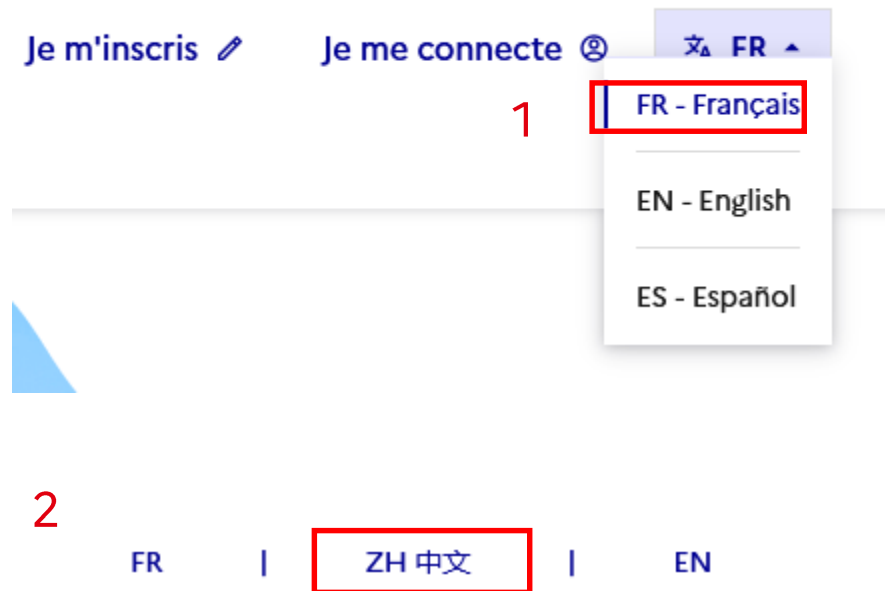 Je m'inscris Je me connecte FR
1 FR - Français
EN - English
ES - Español
2
FR | ZH 中文 | EN